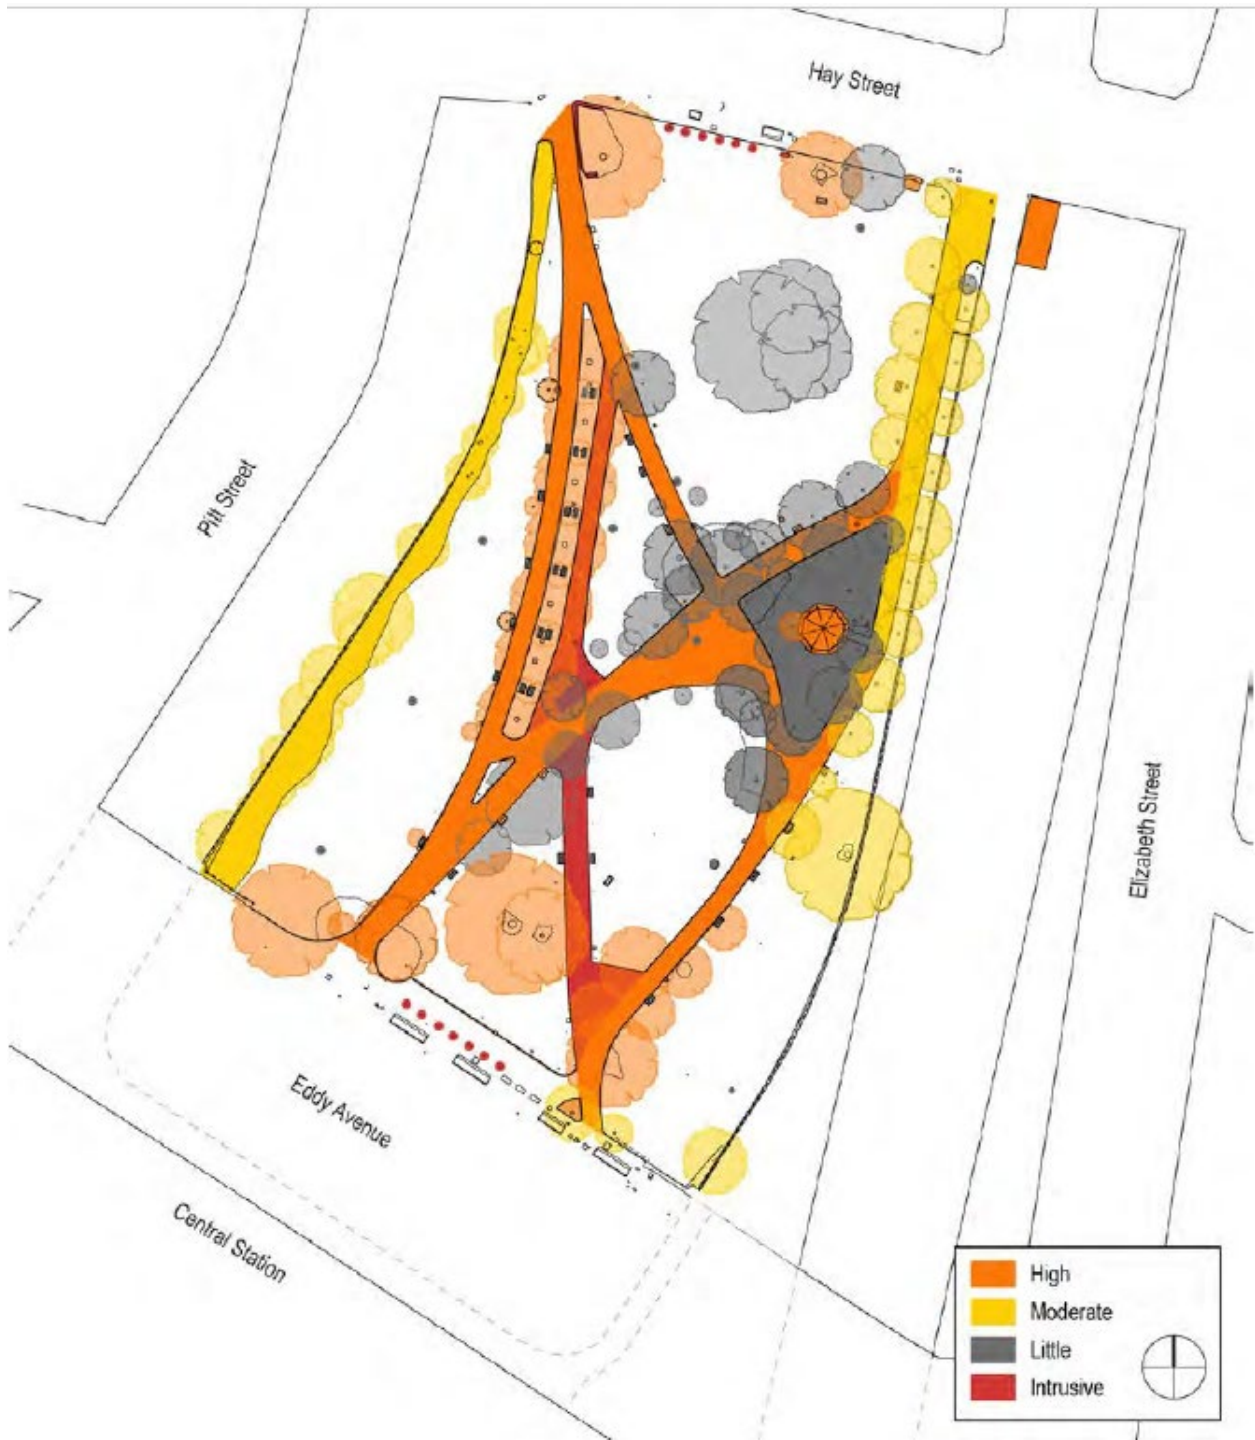 Hay Street
Pitt Street
Elizabeth Street
Eddy Avenue
Central Station
High
Moderate
Little
Intrusive